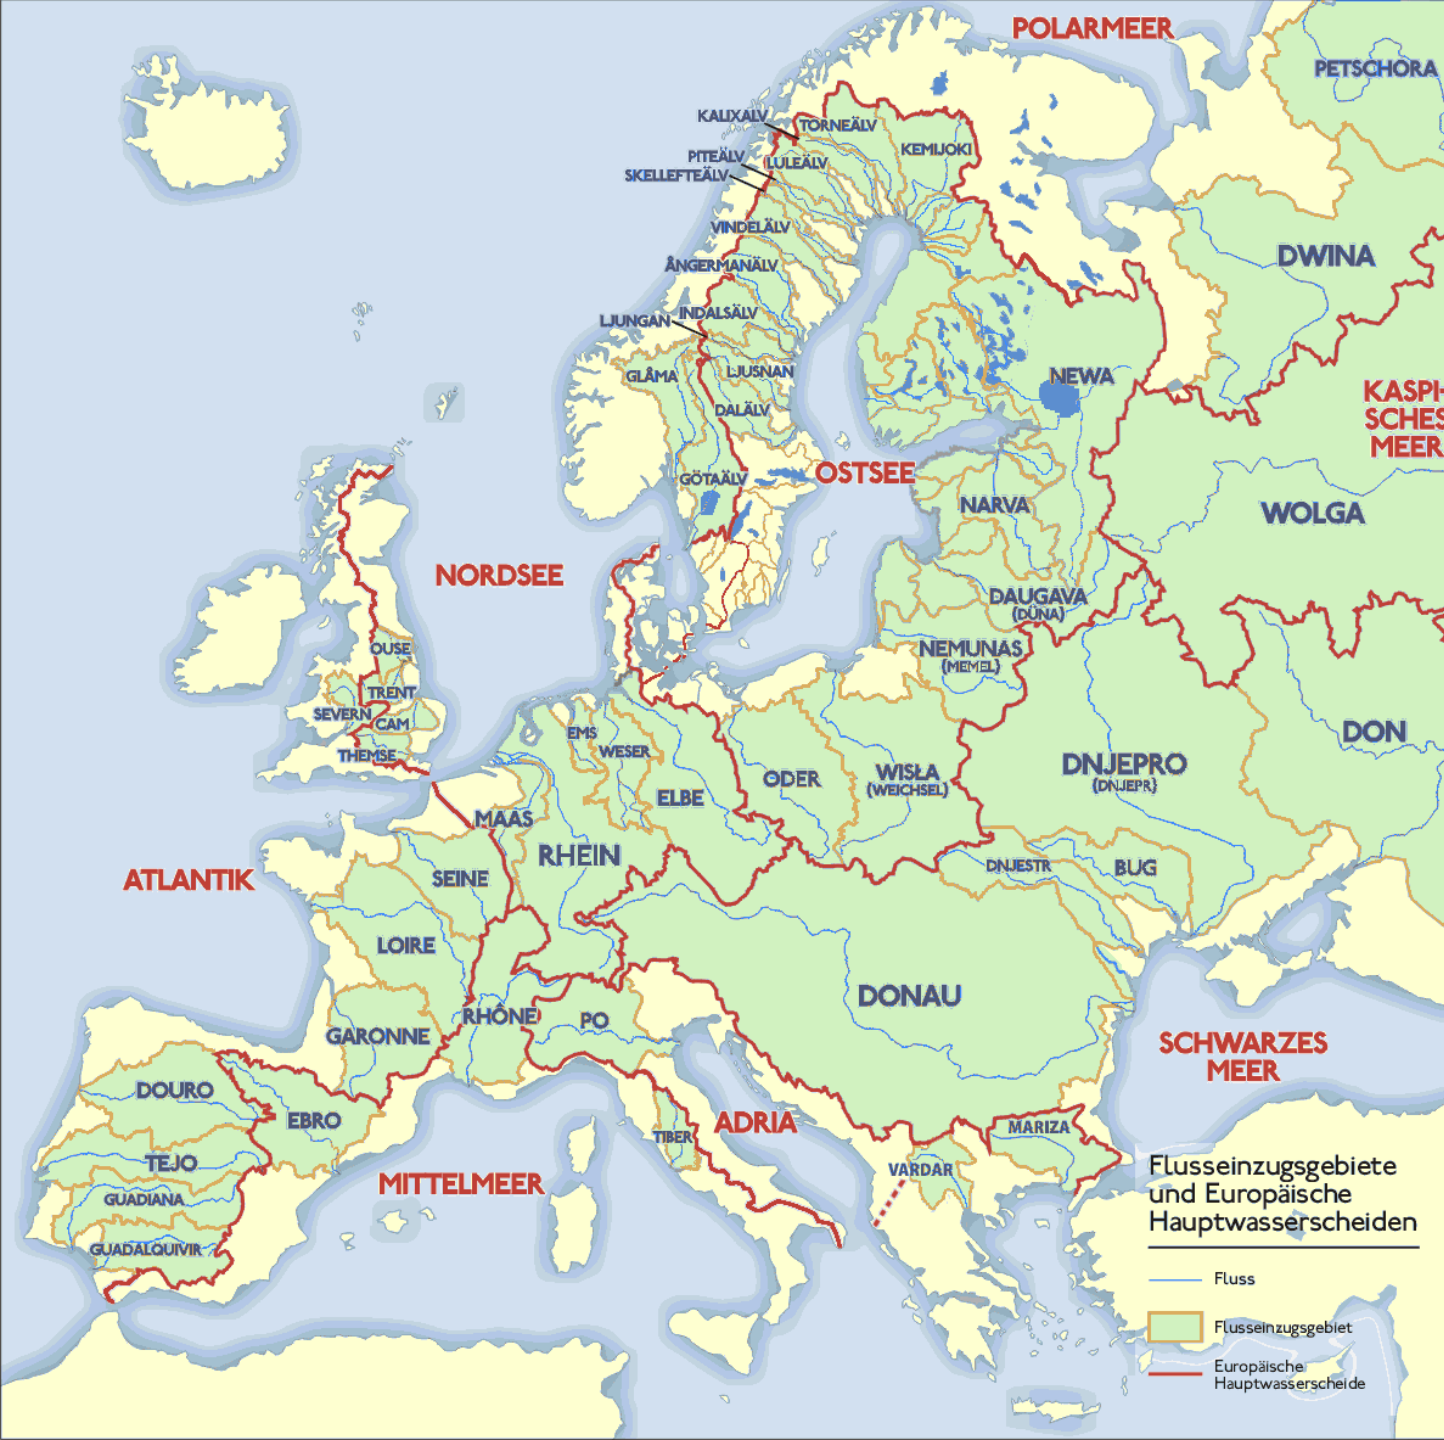 POLARMEER
PETSCHORA
KALIXÄLV
TORNEÄLV
KEMIJOKI
PITEÄLV
LULEÄLV
SKELLEFTEÄLV
VINDELÄLV
DWINA
ÅNGERMANÄLV
INDALSÄLV
LJUNGAN
GLÅMA
LJUSNAN
NEWA
DALÄLV
KASPI-
SCHES
MEER
OSTSEE
GÖTAÄLV
NARVA
WOLGA
NORDSEE
DAUGAVA
(DÜNA)
OUSE
NEMUNAS
(MEMEL)
TRENT
SEVERN
CAM
THEMSE
EMS
WESER
ELBE
ODER
WISŁA
(WEICHSEL)
DNJEPRO
(DNJEPR)
DON
MAAS
RHEIN
ATLANTIK
SEINE
DNJESTR
BUG
LOIRE
DONAU
GARONNE
RHÔNE
PO
SCHWARZES
MEER
DOURO
EBRO
ADRIA
TIBER
MARIZA
TEJO
VARDAR
MITTELMEER
GUADIANA
GUADALQUIVIR
Flusseinzugsgebiete
und Europäische
Hauptwasserscheiden
Fluss
Flusseinzugsgebiet
Europäische
Hauptwasserscheide